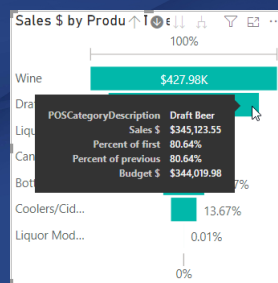 Sales $ by Produ
100%
Wine
$427.98K
Dra
POSCategoryDescription Draft Beer
Sales $ $345,123.55
Liqu
Percent of first 80.64%
Can
Percent of previous 80.64%
Budget $ $344,019.98
Bott
7%
Coolers/Cid...
13.67%
Liquor Mod...
0.01%
0%